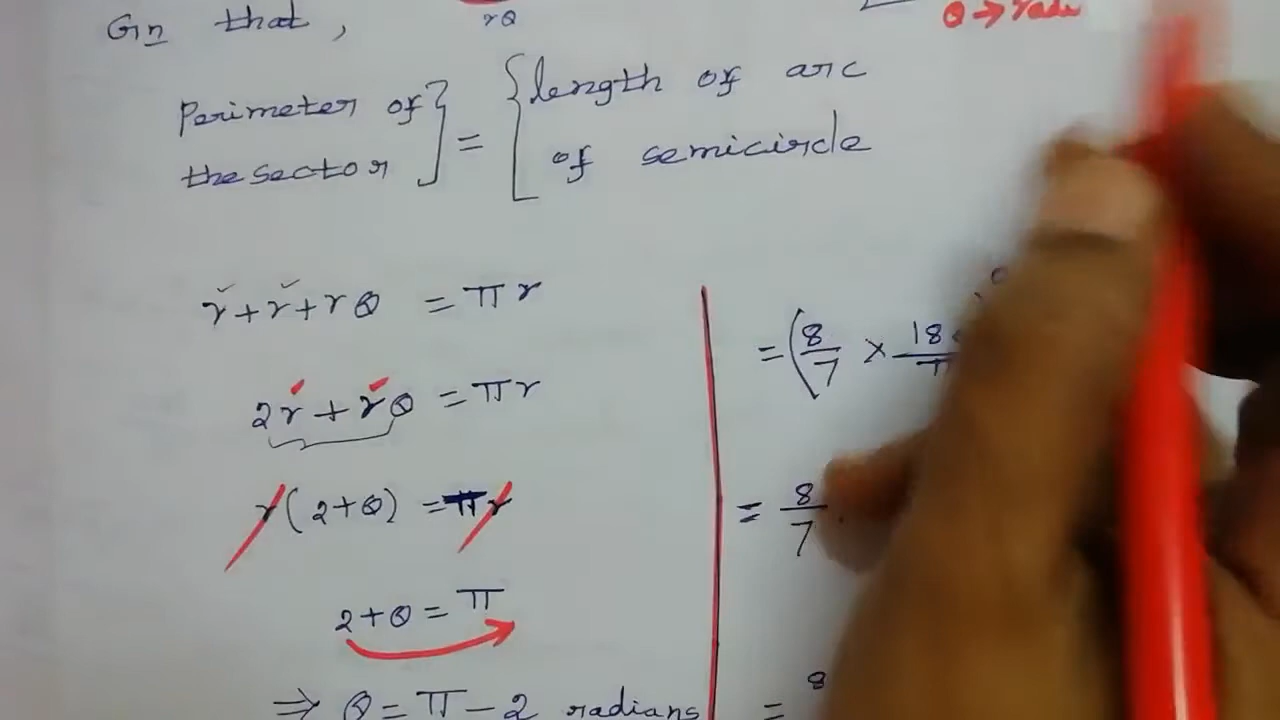 Gn that,
rθ
θ → radi
Perimeter of } = { length of arc
the sector of semicircle
r + r + rθ = πr
2r + rθ = πr
r(2+θ) = πr
2+θ = π
⇒ θ = π – 2 radians
= (8/7 × 18
= 8/7
= 8